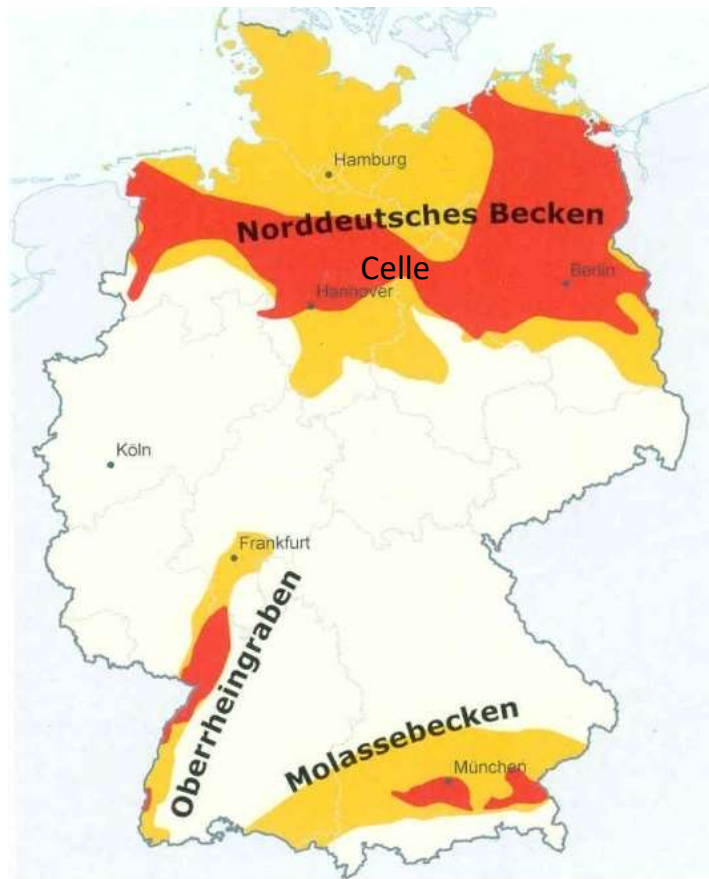 Hamburg
Norddeutsches Becken
Celle
Berlin
Hannover
Köln
Frankfurt
Oberrheingraben
Molassebecken
München